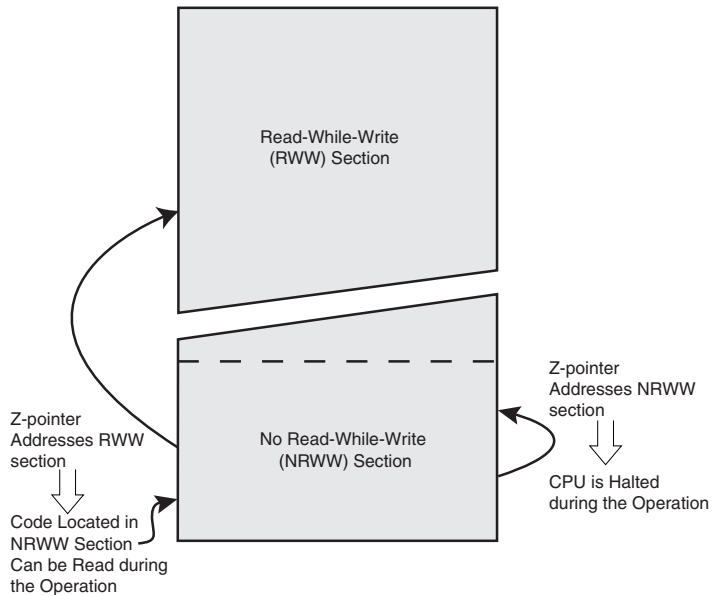 Read-While-Write
(RWW) Section
Z-pointer
Addresses NRWW
section
Z-pointer
Addresses RWW
section
No Read-While-Write
(NRWW) Section
CPU is Halted
during the Operation
Code Located in
NRWW Section
Can be Read during
the Operation